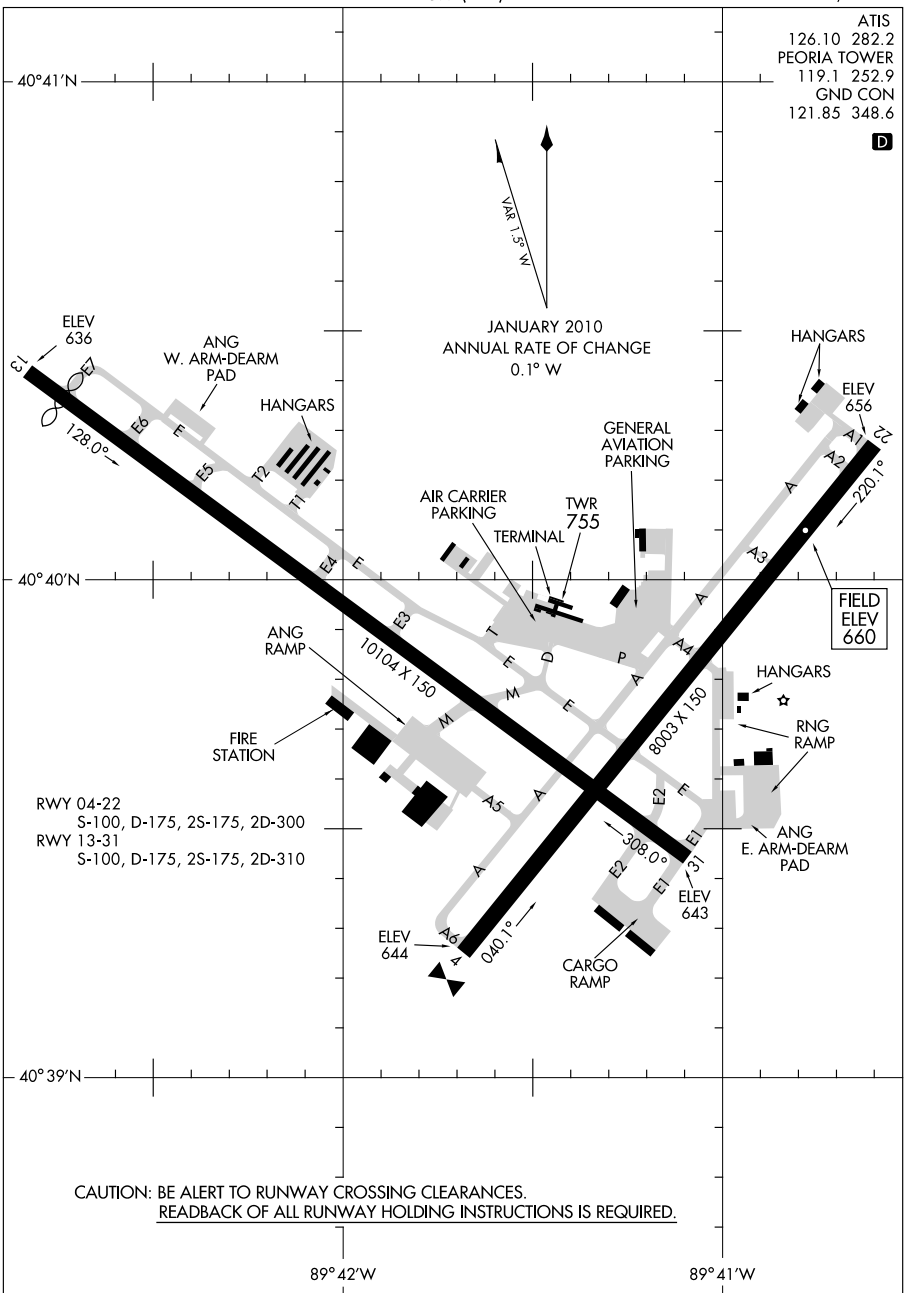 ATIS
126.10 282.2
PEORIA TOWER
119.1 252.9
GND CON
121.85 348.6
D
40°41'N
VAR 1.5° W
JANUARY 2010
ANNUAL RATE OF CHANGE
0.1° W
ELEV
636
13
E7
ANG
W. ARM-DEARM
PAD
HANGARS
E6
E
128.0°
E5
T2
T1
HANGARS
ELEV
656
A1
22
A2
220.1°
A
GENERAL
AVIATION
PARKING
AIR CARRIER
PARKING
TERMINAL
TWR
755
A3
40°40'N
E4
E
A
FIELD
ELEV
660
E3
ANG
RAMP
T
E
D
P
A4
A
10104 X 150
M
M
E
8003 X 150
HANGARS
RNG
RAMP
FIRE
STATION
A5
A
E2
E
RWY 04-22
S-100, D-175, 2S-175, 2D-300
RWY 13-31
S-100, D-175, 2S-175, 2D-310
308.0°
E1
31
ANG
E. ARM-DEARM
PAD
A
E2
E1
ELEV
643
ELEV
644
A6
4
040.1°
CARGO
RAMP
40°39'N
CAUTION: BE ALERT TO RUNWAY CROSSING CLEARANCES.
READBACK OF ALL RUNWAY HOLDING INSTRUCTIONS IS REQUIRED.
89°42'W
89°41'W